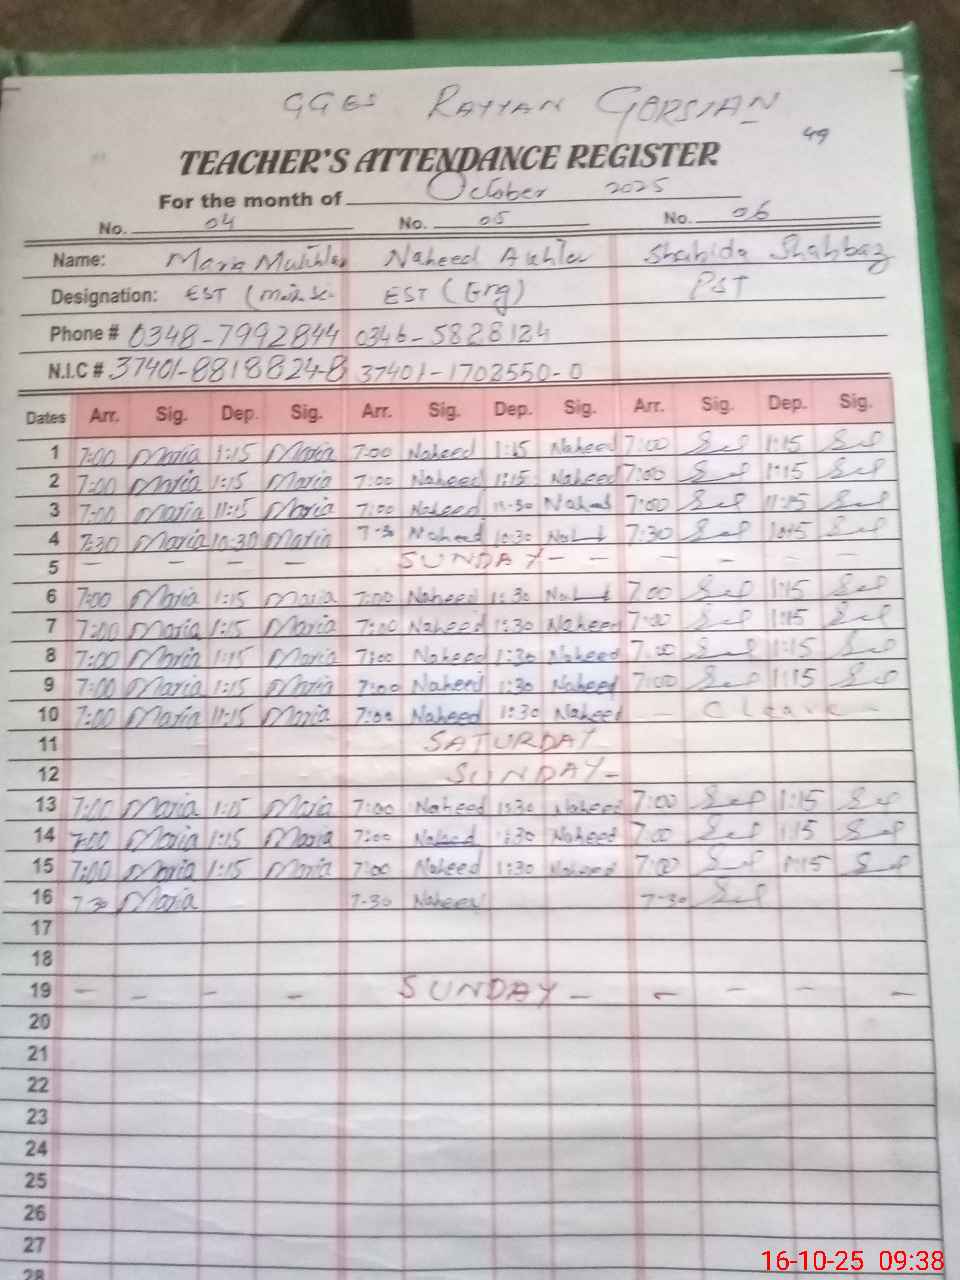 GGES RAYYAN GORSIAN
49
TEACHER'S ATTENDANCE REGISTER
For the month of October 2025
No. 04 No. 05 No. 06
Name: Maria Naheed Akhter Shahida Shahbaz
Designation: EST ( EST (Eng) PST
Phone # 0348-7992844 0346-5828124
N.I.C # 37401-8818824-8 37401-1702550-0
Dates Arr. Sig. Dep. Sig. Arr. Sig. Dep. Sig. Arr. Sig. Dep. Sig.
1 7:00 Maria 1:15 Maria 7:00 Naheed 1:15 Naheed 7:00 1:15
2 7:00 Maria 1:15 Maria 7:00 Naheed 1:15 Naheed 7:00 1:15
3 7:00 Maria 11:15 Maria 7:00 Naheed 11:30 Naheed 7:00 11:15
4 7:30 Maria 10:30 Maria 7-30 Naheed 10:30 7:30
5 – – – – SUNDAY – – – – –
6 7:00 Maria 1:15 Maria 7:00 Naheed 1:30 7:00 1:15
7 7:00 Maria 1:15 Maria 7:00 Naheed 1:30 Naheed 7:00 1:15
8 7:00 Maria 1:15 Maria 7:00 Naheed 1:30 Naheed 7:00 1:15
9 7:00 Maria 1:15 Maria 7:00 Naheed 1:30 Naheed 7:00 1:15
10 7:00 Maria 11:15 Maria 7:00 Naheed 1:30 Naheed – C leave –
11 SATURDAY
12 SUNDAY –
13 7:00 Maria 1:15 Maria 7:00 Naheed 1:30 Naheed 7:00 1:15
14 7:00 Maria 1:15 Maria 7:00 Naheed 1:30 Naheed 7:00 1:15
15 7:00 Maria 1:15 Maria 7:00 Naheed 1:30 Naheed 7:00 1:15
16 7-30 Maria 7-30 Naheed 7-30
17
18
19 – – – – SUNDAY – – – – –
20
21
22
23
24
25
26
27
28
16-10-25 09:38